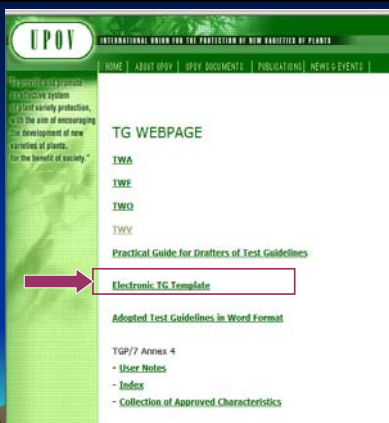 UPOV
INTERNATIONAL UNION FOR THE PROTECTION OF NEW VARIETIES OF PLANTS
HOME | ABOUT UPOV | UPOV DOCUMENTS | PUBLICATIONS | NEWS & EVENTS |
"To provide and promote
an effective system
of plant variety protection,
with the aim of encouraging
the development of new
varieties of plants,
for the benefit of society."
TG WEBPAGE
TWA
TWF
TWO
TWV
Practical Guide for Drafters of Test Guidelines
Electronic TG Template
Adopted Test Guidelines in Word Format
TGP/7 Annex 4
- User Notes
- Index
- Collection of Approved Characteristics